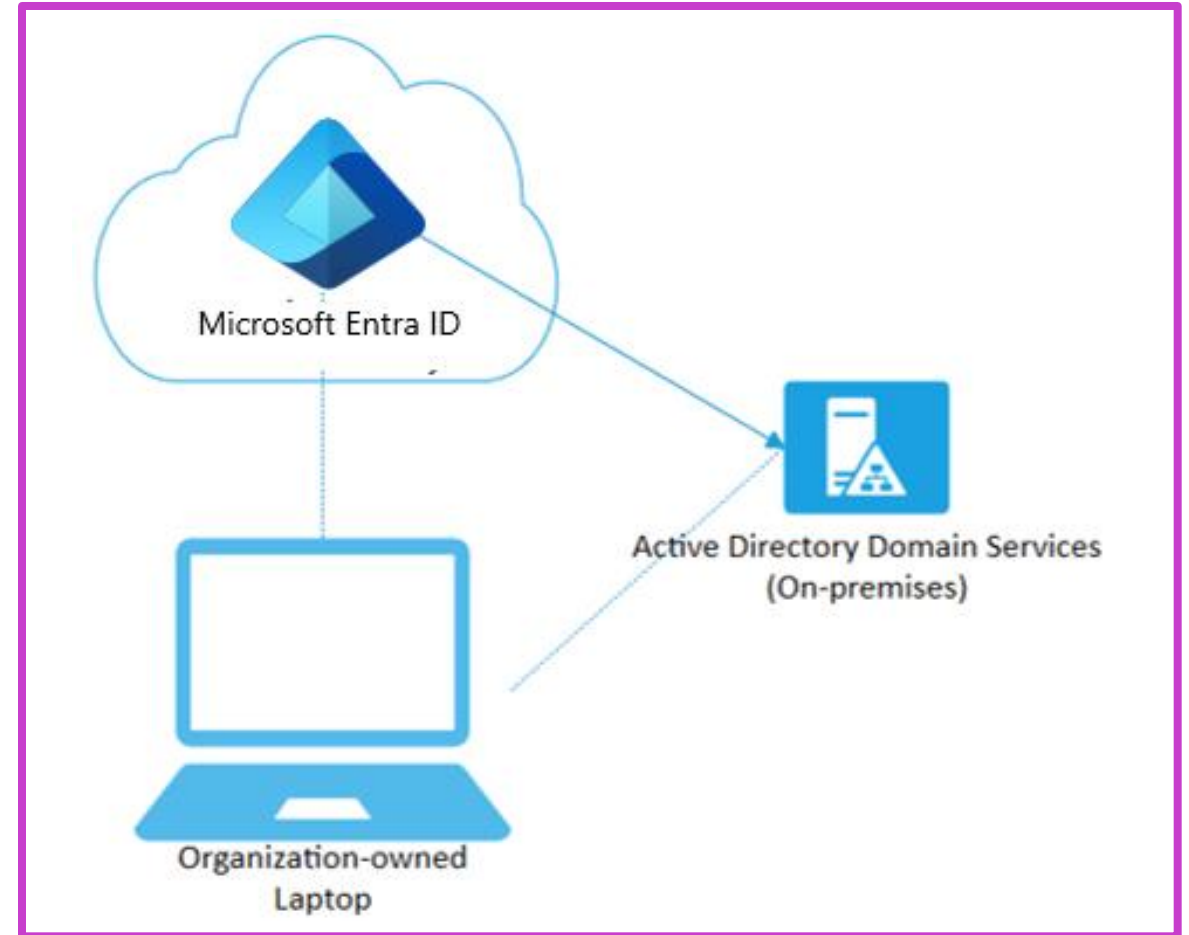 Microsoft Entra ID
Active Directory Domain Services
(On-premises)
Organization-owned
Laptop